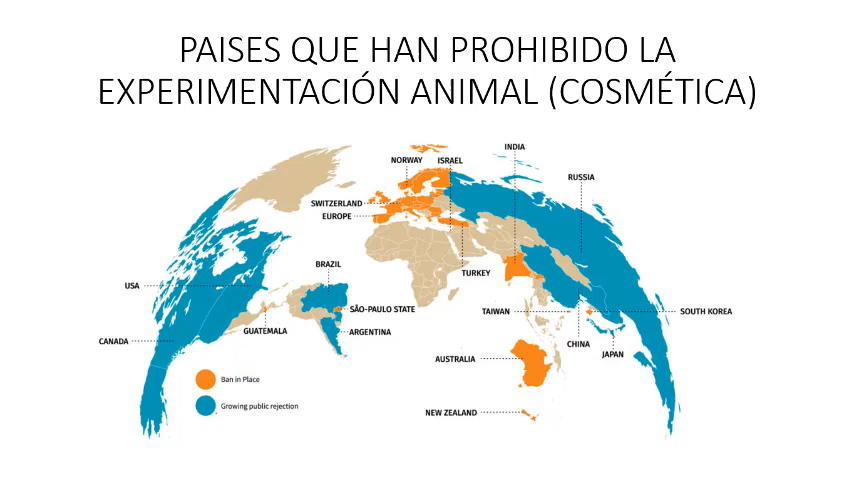 PAISES QUE HAN PROHIBIDO LA
EXPERIMENTACIÓN ANIMAL (COSMÉTICA)
INDIA
NORWAY
ISRAEL
RUSSIA
SWITZERLAND
EUROPE
BRAZIL
TURKEY
USA
SÃO-PAULO STATE
TAIWAN
SOUTH KOREA
GUATEMALA
ARGENTINA
CANADA
CHINA
JAPAN
AUSTRALIA
Ban in Place
Growing public rejection
NEW ZEALAND